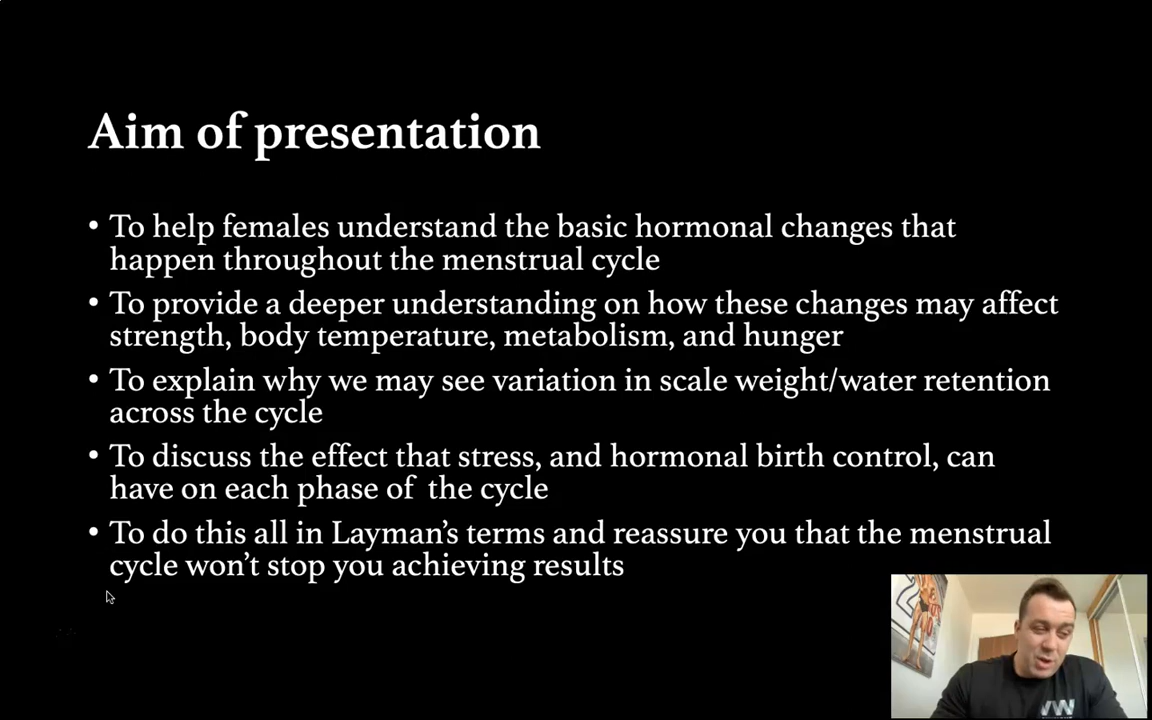 Aim of presentation
• To help females understand the basic hormonal changes that
happen throughout the menstrual cycle
• To provide a deeper understanding on how these changes may affect
strength, body temperature, metabolism, and hunger
• To explain why we may see variation in scale weight/water retention
across the cycle
• To discuss the effect that stress, and hormonal birth control, can
have on each phase of  the cycle
• To do this all in Layman’s terms and reassure you that the menstrual
cycle won’t stop you achieving results